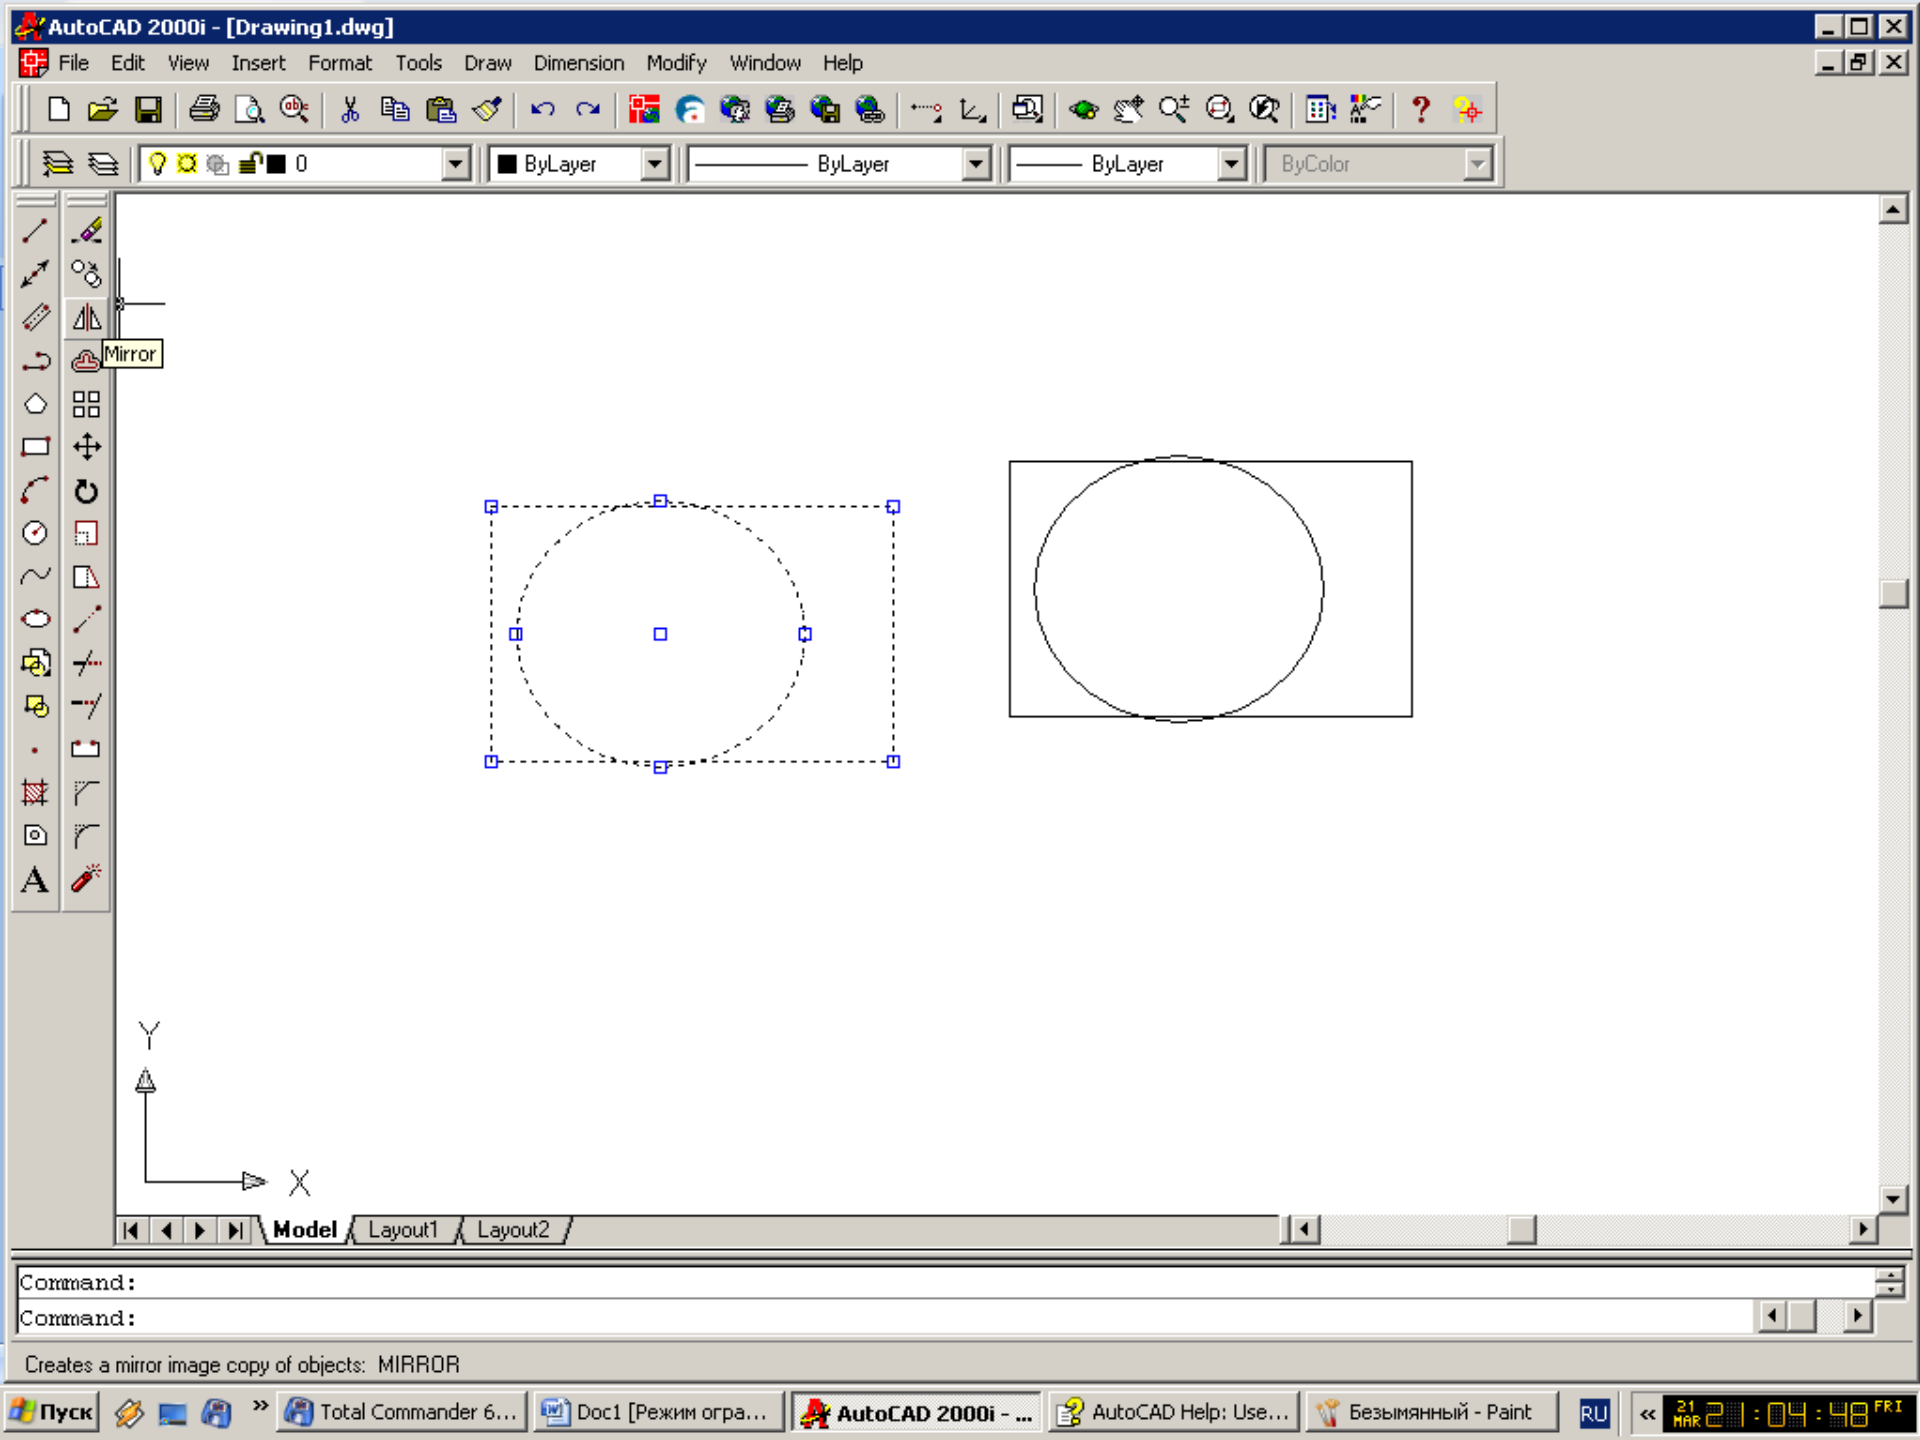 AutoCAD 2000i - [Drawing1.dwg]
File Edit View Insert Format Tools Draw Dimension Modify Window Help
0 ByLayer ByLayer ByLayer ByColor
Mirror
A
Y
X
Model Layout1 Layout2
Command:
Command:
Creates a mirror image copy of objects: MIRROR
Пуск Total Commander 6... Doc1 [Режим огра... AutoCAD 2000i - ... AutoCAD Help: Use... Безымянный - Paint RU « 21 MAR 21:04:48 FRI